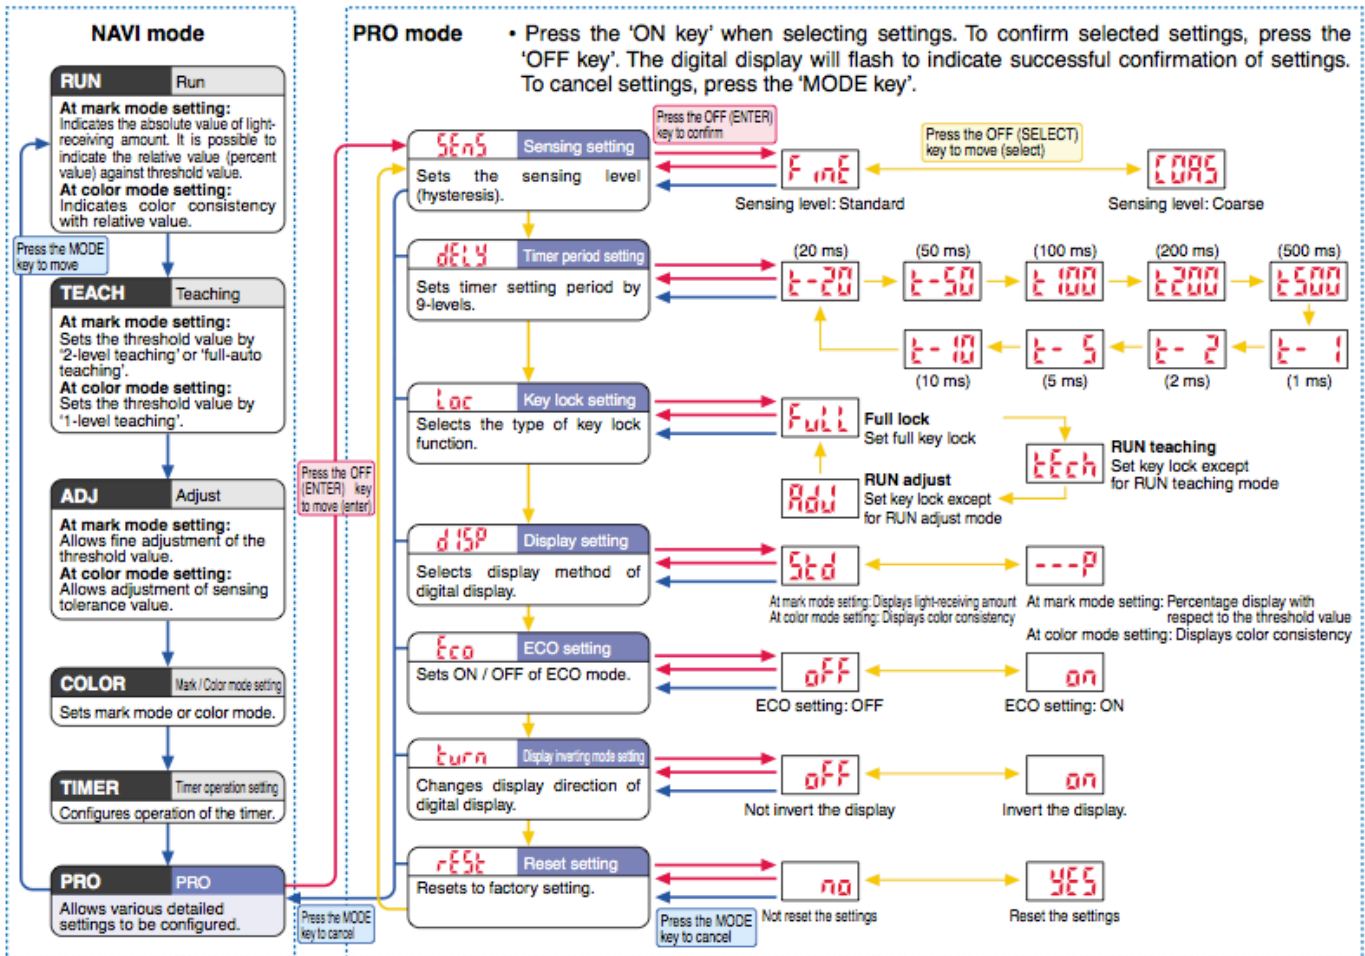 NAVI mode
RUN Run
At mark mode setting:
Indicates the absolute value of light-
receiving amount. It is possible to
indicate the relative value (percent
value) against threshold value.
At color mode setting:
Indicates color consistency
with relative value.
Press the MODE
key to move
TEACH Teaching
At mark mode setting:
Sets the threshold value by
‘2-level teaching’ or ‘full-auto
teaching’.
At color mode setting:
Sets the threshold value by
‘1-level teaching’.
ADJ Adjust
At mark mode setting:
Allows fine adjustment of the
threshold value.
At color mode setting:
Allows adjustment of sensing
tolerance value.
COLOR Mark / Color mode setting
Sets mark mode or color mode.
TIMER Timer operation setting
Configures operation of the timer.
PRO PRO
Allows various detailed
settings to be configured.
PRO mode
• Press the ‘ON key’ when selecting settings. To confirm selected settings, press the
‘OFF key’. The digital display will flash to indicate successful confirmation of settings.
To cancel settings, press the ‘MODE key’.
Press the OFF
(ENTER) key
to move (enter)
Press the MODE
key to cancel
SEnS Sensing setting
Sets the sensing level
(hysteresis).
Press the OFF (ENTER)
key to confirm
Press the OFF (SELECT)
key to move (select)
FinE
Sensing level: Standard
COAS
Sensing level: Coarse
dELY Timer period setting
Sets timer setting period by
9-levels.
(20 ms) (50 ms) (100 ms) (200 ms) (500 ms)
t-20 t-50 t100 t200 t500
t-10 t- 5 t- 2 t- 1
(10 ms) (5 ms) (2 ms) (1 ms)
Loc Key lock setting
Selects the type of key lock
function.
FuLL
Full lock
Set full key lock
tEch
RUN teaching
Set key lock except
for RUN teaching mode
AdJ
RUN adjust
Set key lock except
for RUN adjust mode
diSP Display setting
Selects display method of
digital display.
Std
At mark mode setting: Displays light-receiving amount
At color mode setting: Displays color consistency
---P
At mark mode setting: Percentage display with
respect to the threshold value
At color mode setting: Displays color consistency
Eco ECO setting
Sets ON / OFF of ECO mode.
oFF
ECO setting: OFF
on
ECO setting: ON
turn Display inverting mode setting
Changes display direction of
digital display.
oFF
Not invert the display
on
Invert the display.
rESt Reset setting
Resets to factory setting.
no
Not reset the settings
YES
Reset the settings
Press the MODE
key to cancel